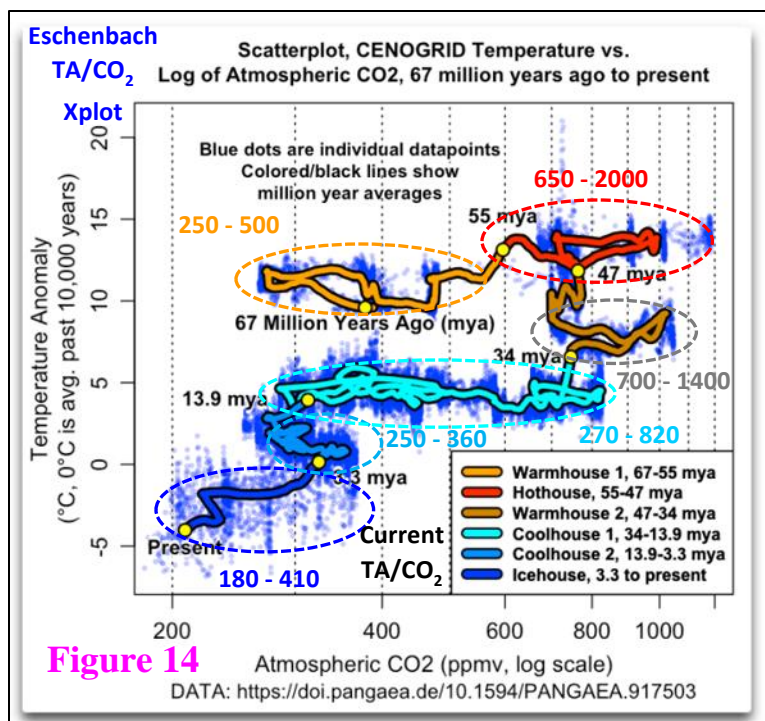 Eschenbach
TA/CO2
Xplot
Scatterplot, CENOGRID Temperature vs.
Log of Atmospheric CO2, 67 million years ago to present
Blue dots are individual datapoints
Colored/black lines show
million year averages
650 - 2000
250 - 500
55 mya
47 mya
67 Million Years Ago (mya)
34 mya
700 - 1400
13.9 mya
250 - 360
270 - 820
3.3 mya
Present
Current
TA/CO2
180 - 410
Warmhouse 1, 67-55 mya
Hothouse, 55-47 mya
Warmhouse 2, 47-34 mya
Coolhouse 1, 34-13.9 mya
Coolhouse 2, 13.9-3.3 mya
Icehouse, 3.3 to present
Temperature Anomaly
(°C, 0°C is avg. past 10,000 years)
20
15
10
5
0
-5
200
400
600
800
1000
Figure 14
Atmospheric CO2 (ppmv, log scale)
DATA: https://doi.pangaea.de/10.1594/PANGAEA.917503